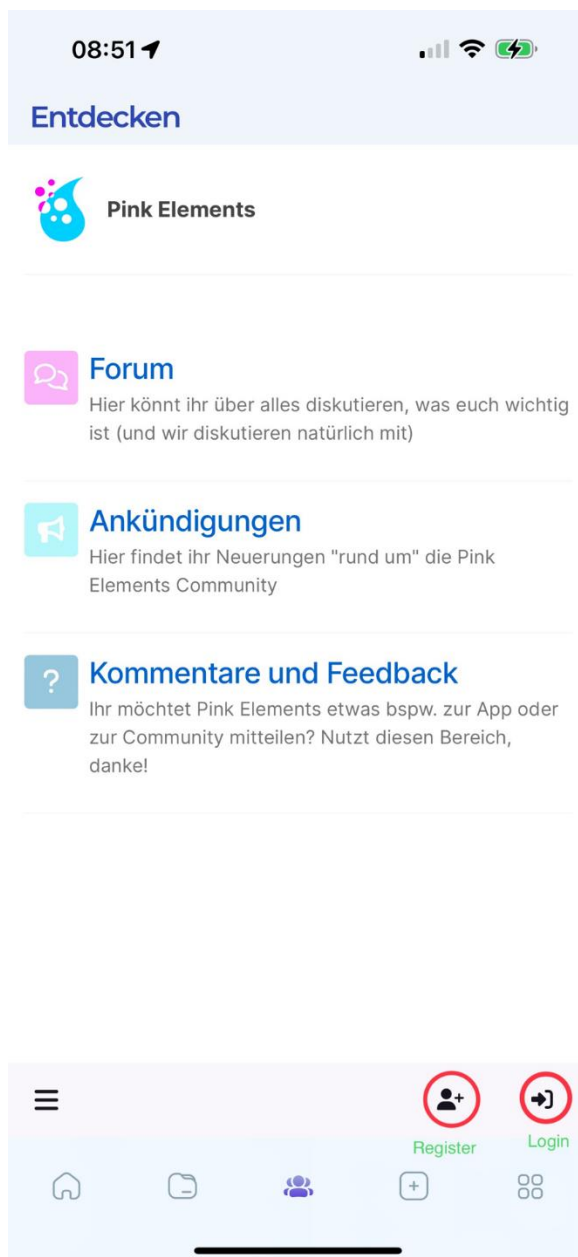 08:51
Entdecken
Pink Elements
Forum
Hier könnt ihr über alles diskutieren, was euch wichtig
ist (und wir diskutieren natürlich mit)
Ankündigungen
Hier findet ihr Neuerungen "rund um" die Pink
Elements Community
?
Kommentare und Feedback
Ihr möchtet Pink Elements etwas bspw. zur App oder
zur Community mitteilen? Nutzt diesen Bereich,
danke!
Register
Login